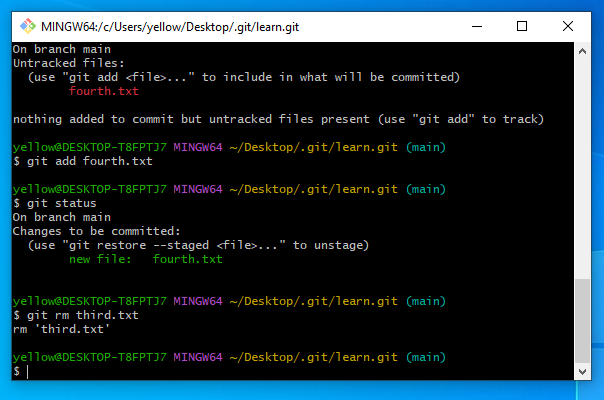 MINGW64:/c/Users/yellow/Desktop/.git/learn.git
On branch main
Untracked files:
  (use "git add <file>..." to include in what will be committed)
        fourth.txt

nothing added to commit but untracked files present (use "git add" to track)

yellow@DESKTOP-T8FPTJ7 MINGW64 ~/Desktop/.git/learn.git (main)
$ git add fourth.txt

yellow@DESKTOP-T8FPTJ7 MINGW64 ~/Desktop/.git/learn.git (main)
$ git status
On branch main
Changes to be committed:
  (use "git restore --staged <file>..." to unstage)
        new file:   fourth.txt


yellow@DESKTOP-T8FPTJ7 MINGW64 ~/Desktop/.git/learn.git (main)
$ git rm third.txt
rm 'third.txt'

yellow@DESKTOP-T8FPTJ7 MINGW64 ~/Desktop/.git/learn.git (main)
$